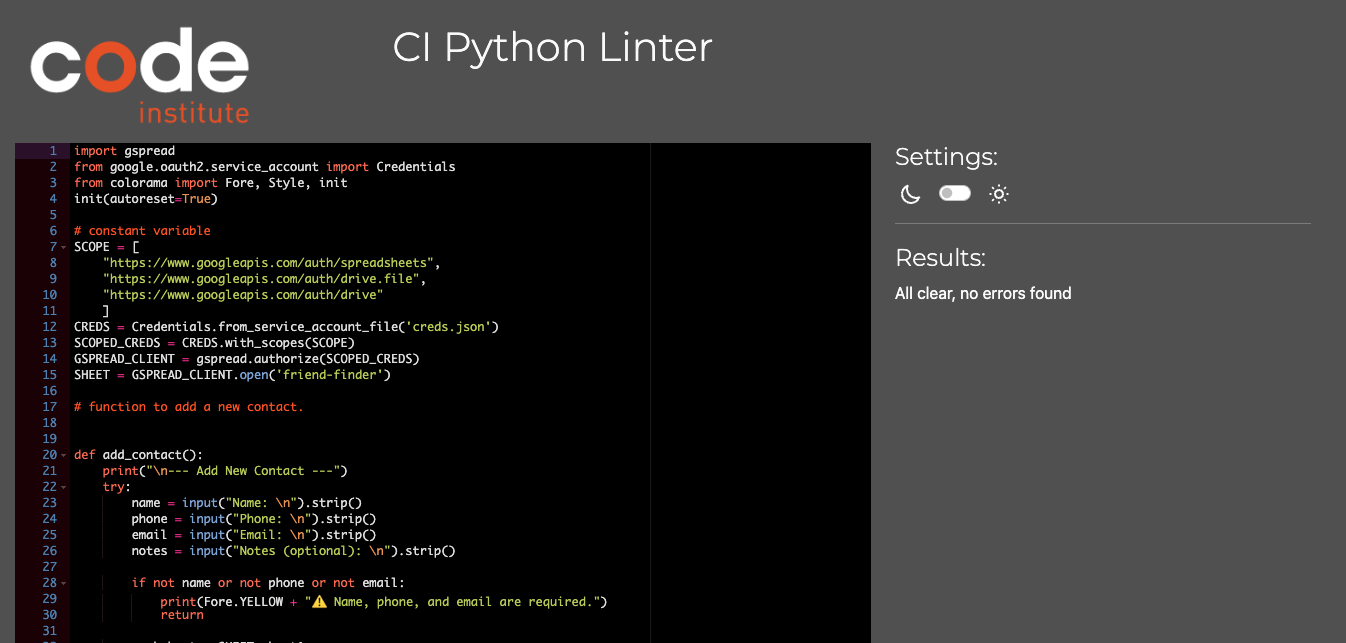 code
institute
CI Python Linter
1 import gspread
2 from google.oauth2.service_account import Credentials
3 from colorama import Fore, Style, init
4 init(autoreset=True)
5
6 # constant variable
7 SCOPE = [
8     "https://www.googleapis.com/auth/spreadsheets",
9     "https://www.googleapis.com/auth/drive.file",
10     "https://www.googleapis.com/auth/drive"
11     ]
12 CREDS = Credentials.from_service_account_file('creds.json')
13 SCOPED_CREDS = CREDS.with_scopes(SCOPE)
14 GSPREAD_CLIENT = gspread.authorize(SCOPED_CREDS)
15 SHEET = GSPREAD_CLIENT.open('friend-finder')
16
17 # function to add a new contact.
18
19
20 def add_contact():
21     print("\n--- Add New Contact ---")
22     try:
23         name = input("Name: \n").strip()
24         phone = input("Phone: \n").strip()
25         email = input("Email: \n").strip()
26         notes = input("Notes (optional): \n").strip()
27
28         if not name or not phone or not email:
29             print(Fore.YELLOW + "⚠️ Name, phone, and email are required.")
30             return
31
Settings:
Results:
All clear, no errors found